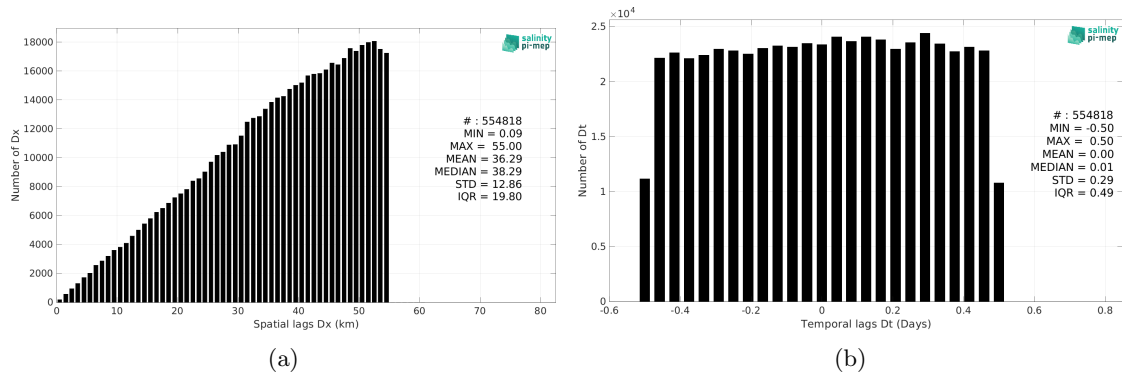 18000
16000
14000
12000
10000
8000
6000
4000
2000
0
Number of Dx
0 10 20 30 40 50 60 70 80
Spatial lags Dx (km)
salinity
pi-mep
# : 554818
MIN = 0.09
MAX = 55.00
MEAN = 36.29
MEDIAN = 38.29
STD = 12.86
IQR = 19.80
(a)
×10⁴
2.5
2
1.5
1
0.5
0
Number of Dt
-0.6 -0.4 -0.2 0 0.2 0.4 0.6 0.8
Temporal lags Dt (Days)
salinity
pi-mep
# : 554818
MIN = -0.50
MAX = 0.50
MEAN = 0.00
MEDIAN = 0.01
STD = 0.29
IQR = 0.49
(b)